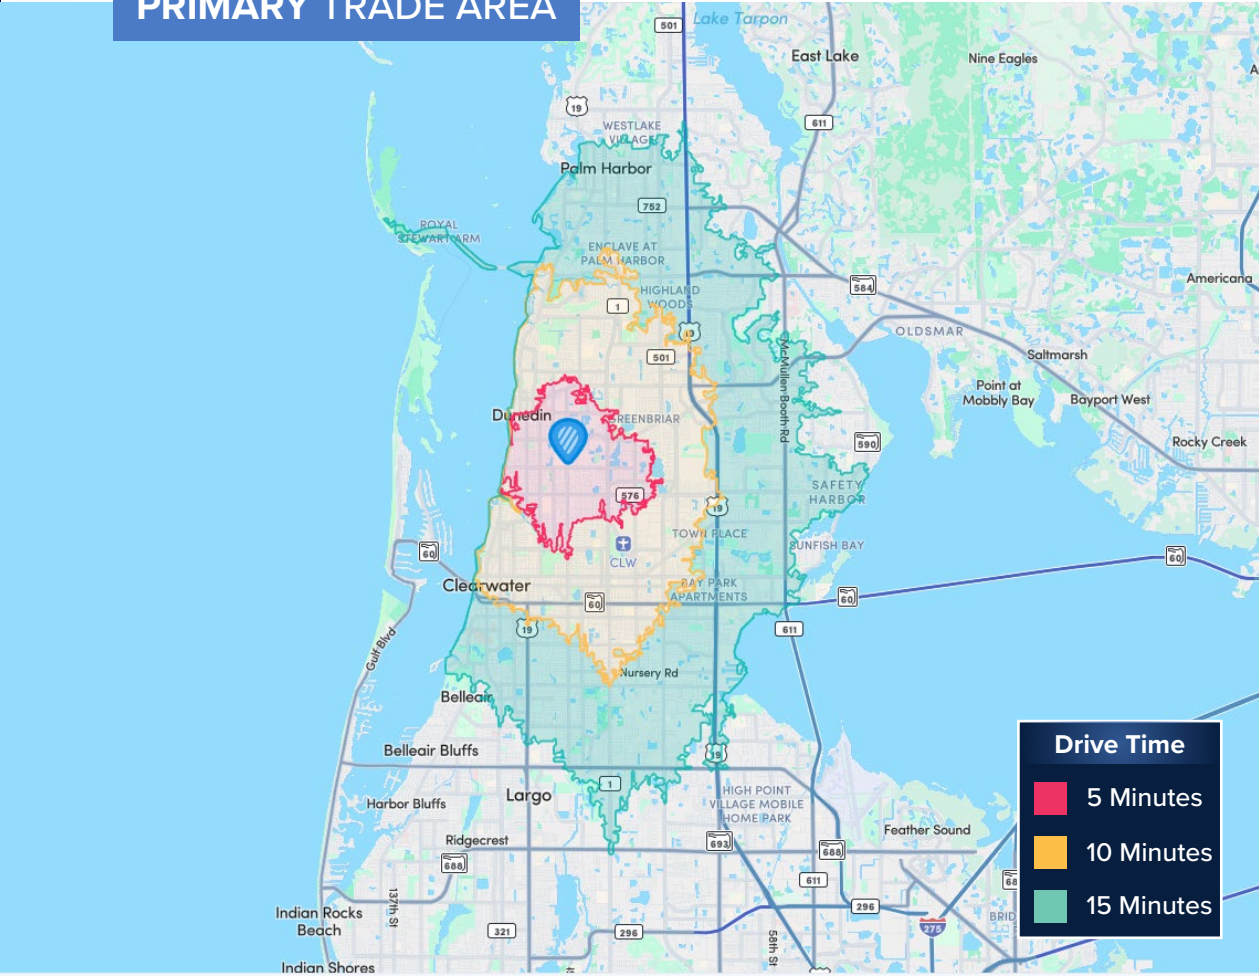 PRIMARY TRADE AREA
501
Lake Tarpon
East Lake
Nine Eagles
19
611
WESTLAKE
VILLAGE
Palm Harbor
752
ROYAL
STEWART ARM
ENCLAVE AT
PALM HARBOR
Americana
584
HIGHLAND
WOODS
1
19
OLDSMAR
501
Saltmarsh
McMullen Booth Rd
Point at
Mobbly Bay
Bayport West
Dunedin
GREENBRIAR
590
Rocky Creek
576
SAFETY
HARBOR
19
TOWN PLACE
SUNFISH BAY
60
CLW
60
Clearwater
BAY PARK
APARTMENTS
60
60
19
611
Gulf Blvd
Nursery Rd
Belleair
Drive Time
5 Minutes
10 Minutes
15 Minutes
Belleair Bluffs
19
1
Largo
HIGH POINT
VILLAGE MOBILE
HOME PARK
Harbor Bluffs
Feather Sound
Ridgecrest
693
688
688
611
68
137th St
296
Indian Rocks
Beach
BRID
321
296
58th St
275
Indian Shores